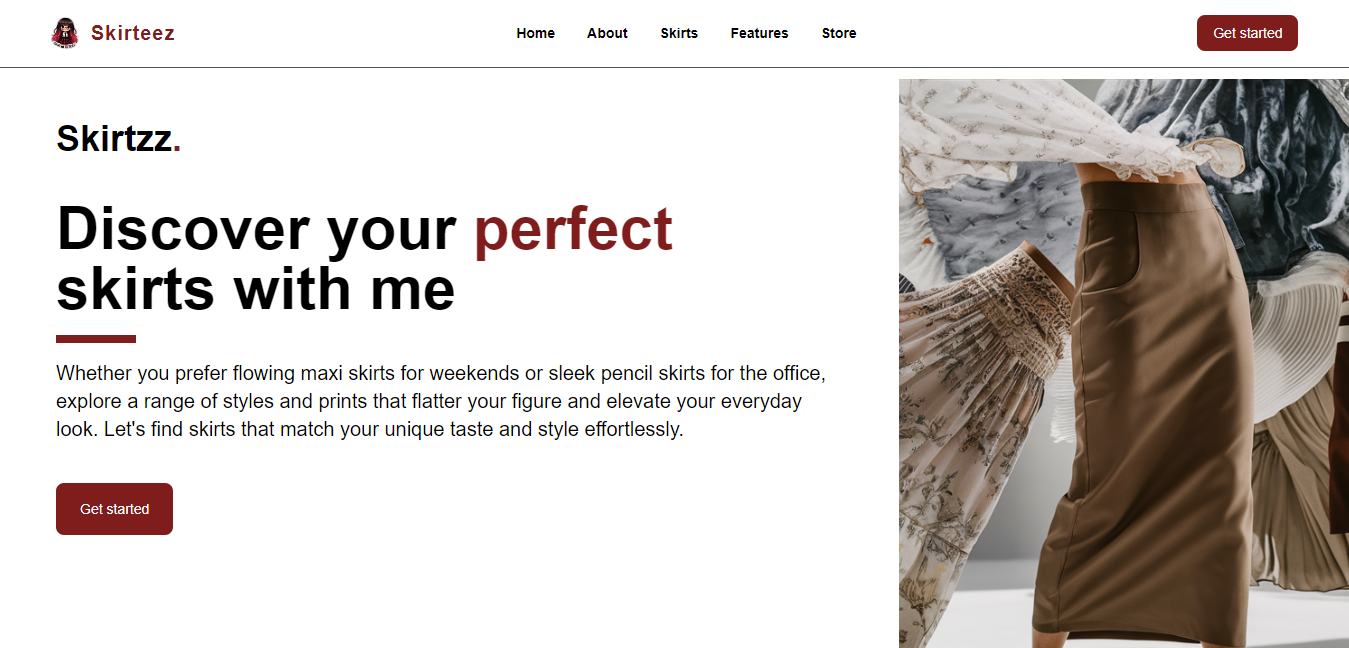 Skirteez
Home About Skirts Features Store
Get started
Skirtzz.
Discover your perfect
skirts with me
Whether you prefer flowing maxi skirts for weekends or sleek pencil skirts for the office,
explore a range of styles and prints that flatter your figure and elevate your everyday
look. Let's find skirts that match your unique taste and style effortlessly.
Get started